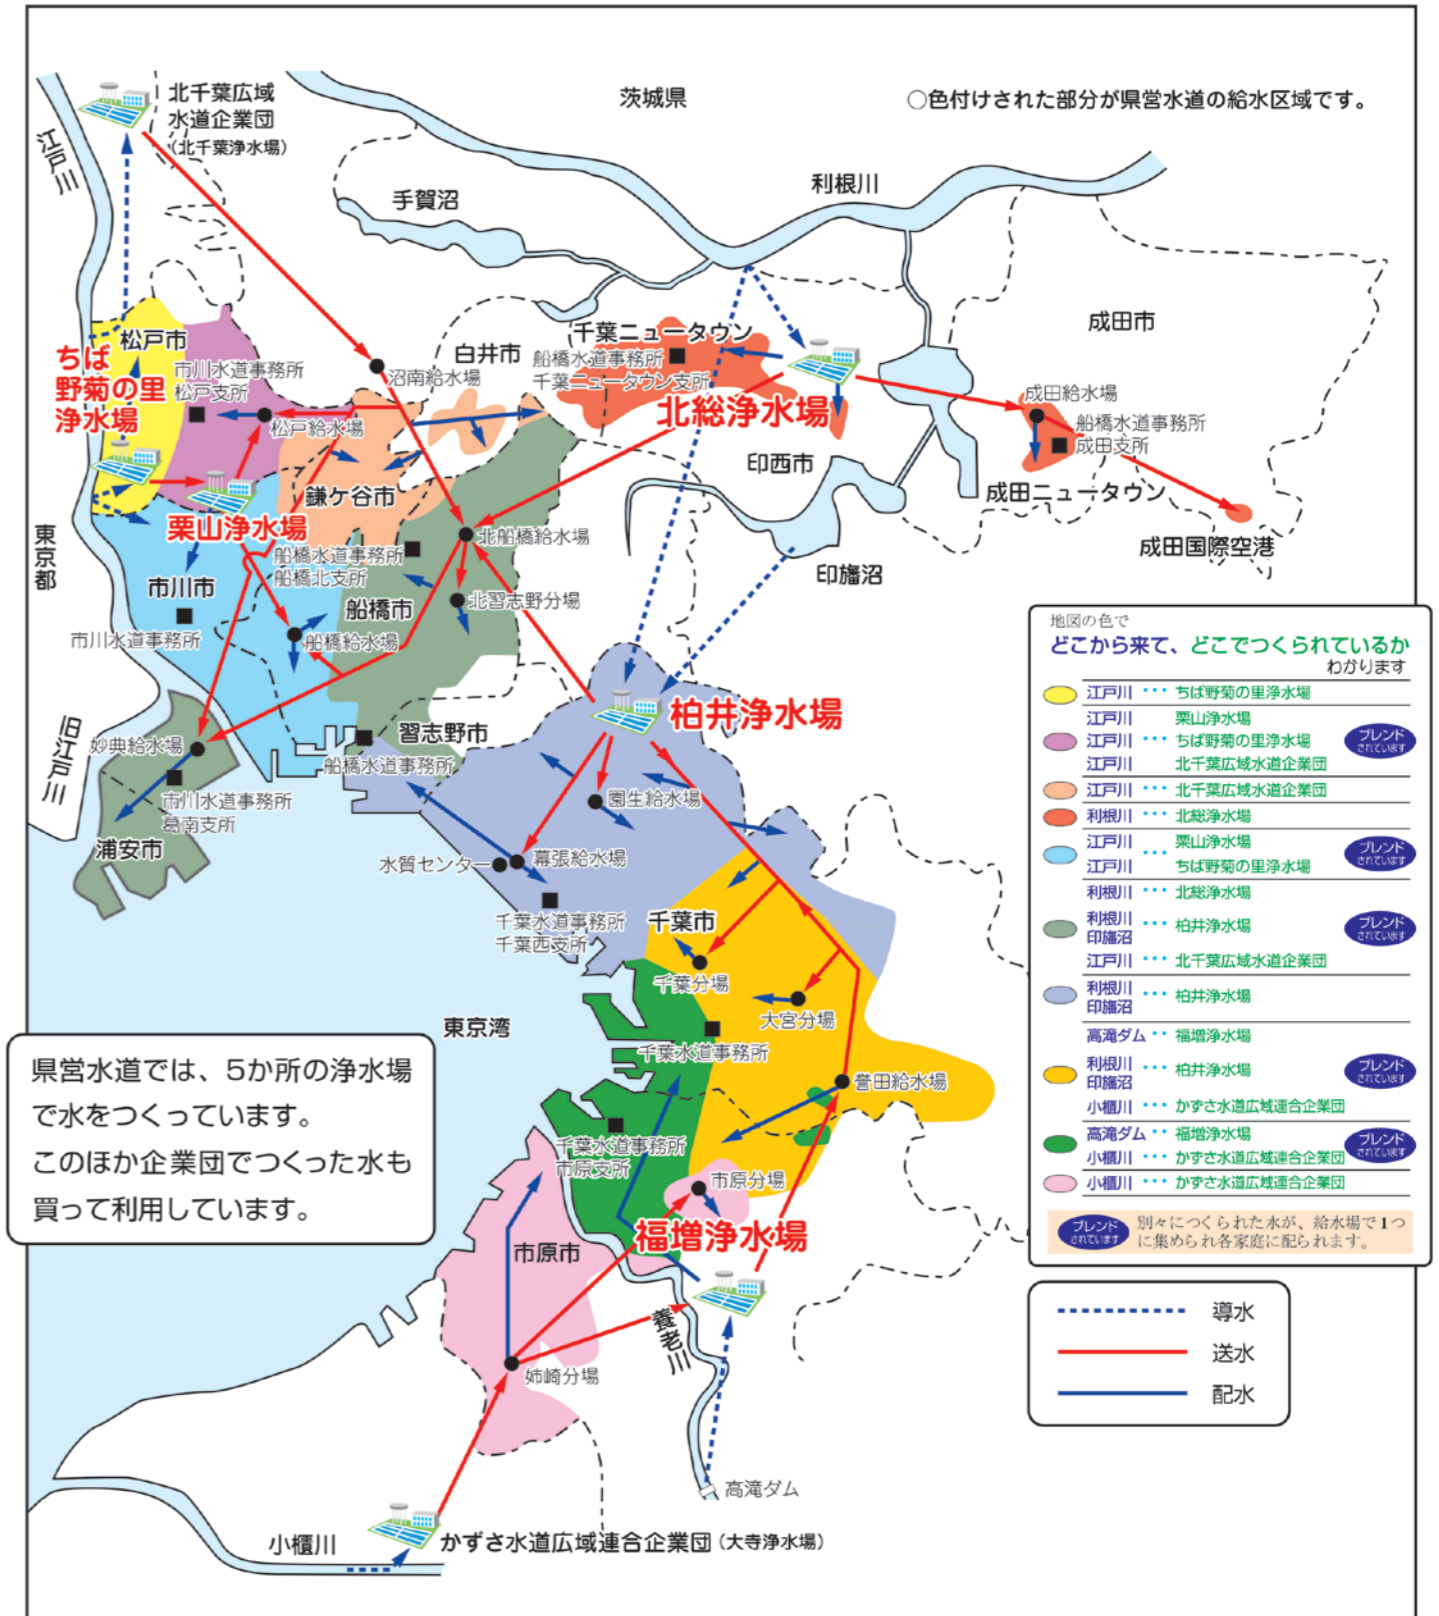 北千葉広域
水道企業団
(北千葉浄水場)
茨城県
○色付けされた部分が県営水道の給水区域です。
江戸川
手賀沼
利根川
成田市
松戸市
ちば
野菊の里
浄水場
市川水道事務所
松戸支所
松戸給水場
沼南給水場
白井市
千葉ニュータウン
船橋水道事務所
千葉ニュータウン支所
北総浄水場
成田給水場
船橋水道事務所
成田支所
成田ニュータウン
印西市
成田国際空港
印旛沼
鎌ケ谷市
栗山浄水場
東京都
船橋水道事務所
船橋北支所
北船橋給水場
市川市
船橋市
北習志野分場
市川水道事務所
船橋給水場
柏井浄水場
旧江戸川
妙典給水場
習志野市
船橋水道事務所
市川水道事務所
葛南支所
園生給水場
浦安市
水質センター
幕張給水場
千葉水道事務所
千葉西支所
千葉市
千葉分場
東京湾
大宮分場
千葉水道事務所
誉田給水場
千葉水道事務所
市原支所
市原分場
福増浄水場
市原市
養老川
姉崎分場
高滝ダム
小櫃川
かずさ水道広域連合企業団(大寺浄水場)
県営水道では、5か所の浄水場
で水をつくっています。
このほか企業団でつくった水も
買って利用しています。
地図の色で
どこから来て、どこでつくられているか
わかります
江戸川 … ちば野菊の里浄水場
江戸川 栗山浄水場
江戸川 … ちば野菊の里浄水場
江戸川 北千葉広域水道企業団
ブレンド
されています
江戸川 … 北千葉広域水道企業団
利根川 … 北総浄水場
江戸川 栗山浄水場
…
江戸川 ちば野菊の里浄水場
ブレンド
されています
利根川 … 北総浄水場
利根川
印旛沼 … 柏井浄水場
江戸川 … 北千葉広域水道企業団
ブレンド
されています
利根川
印旛沼 … 柏井浄水場
高滝ダム ‥ 福増浄水場
利根川
印旛沼 … 柏井浄水場
小櫃川 … かずさ水道広域連合企業団
ブレンド
されています
高滝ダム ‥ 福増浄水場
小櫃川 … かずさ水道広域連合企業団
ブレンド
されています
小櫃川 … かずさ水道広域連合企業団
ブレンド
されています
別々につくられた水が、給水場で1つ
に集められ各家庭に配られます。
導水
送水
配水